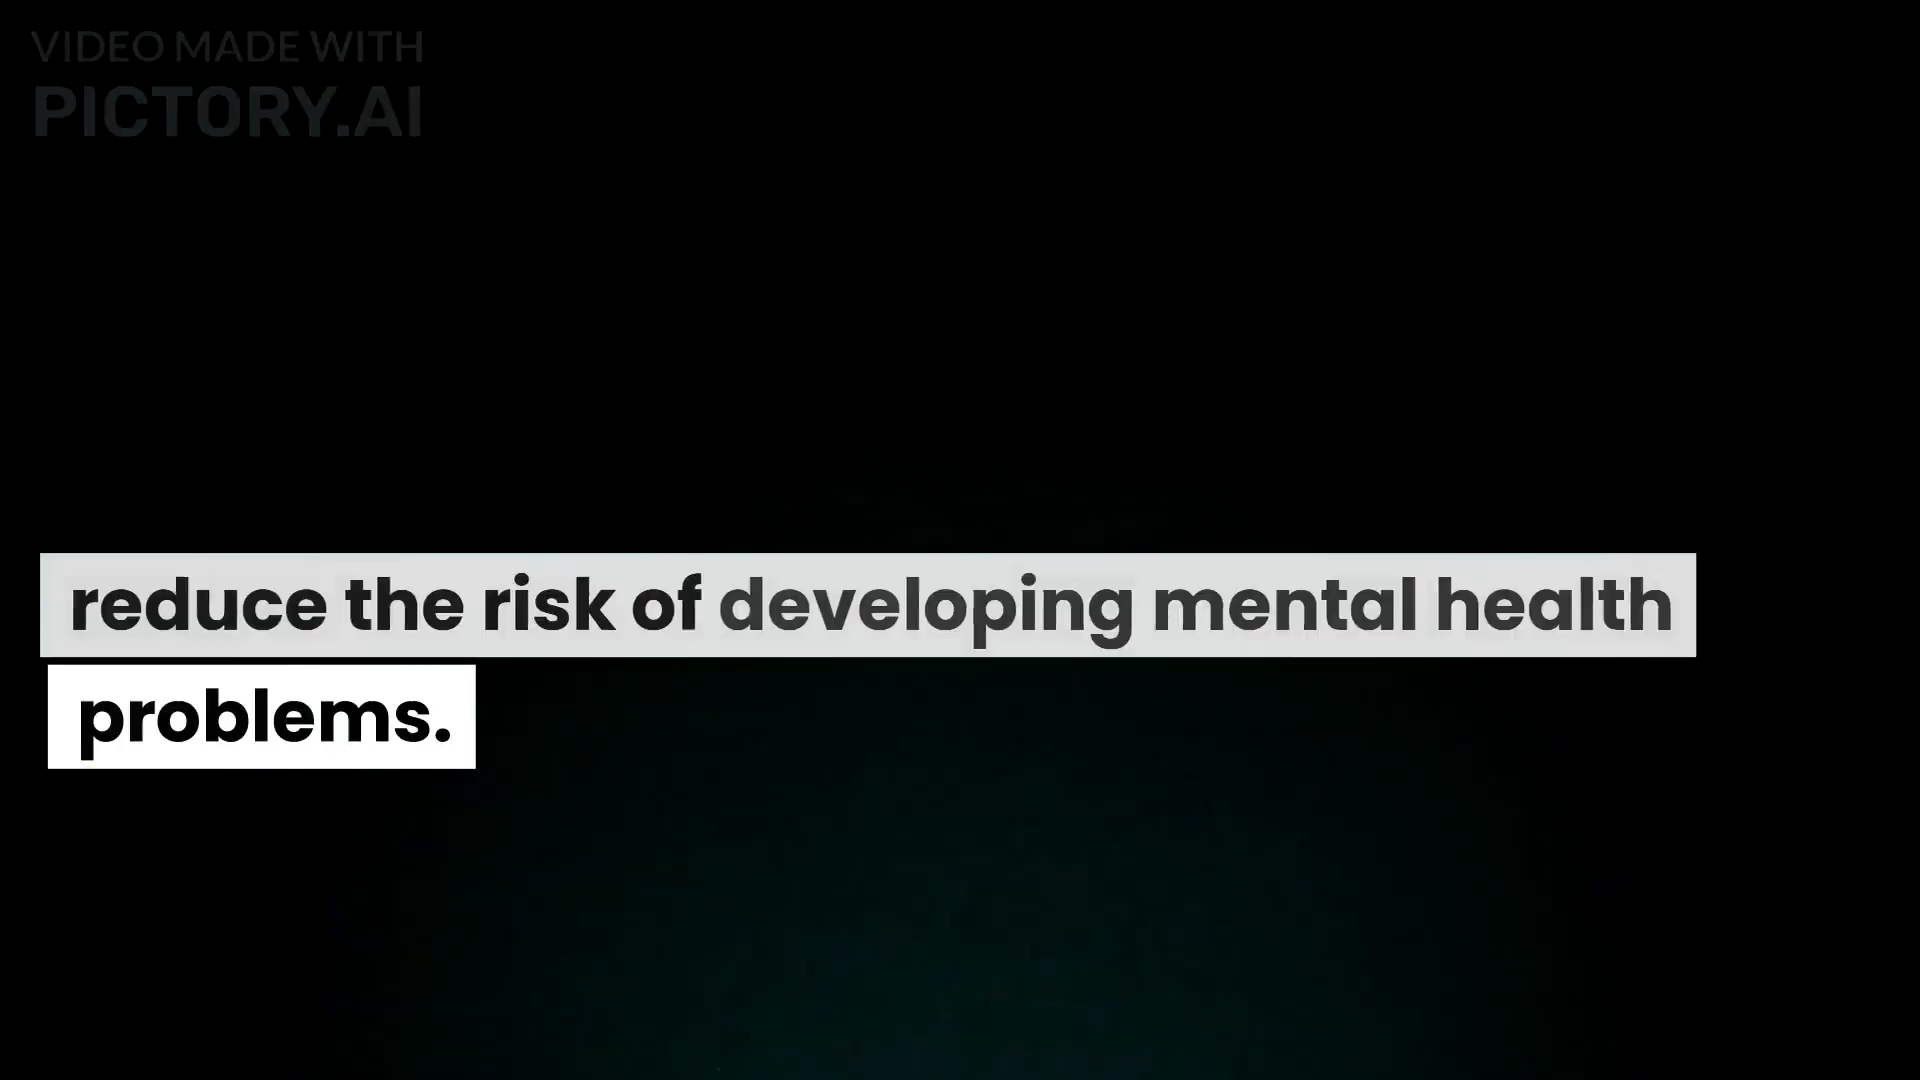 VIDEO MADE WITH
PICTORY.AI
reduce the risk of developing mental health
problems.